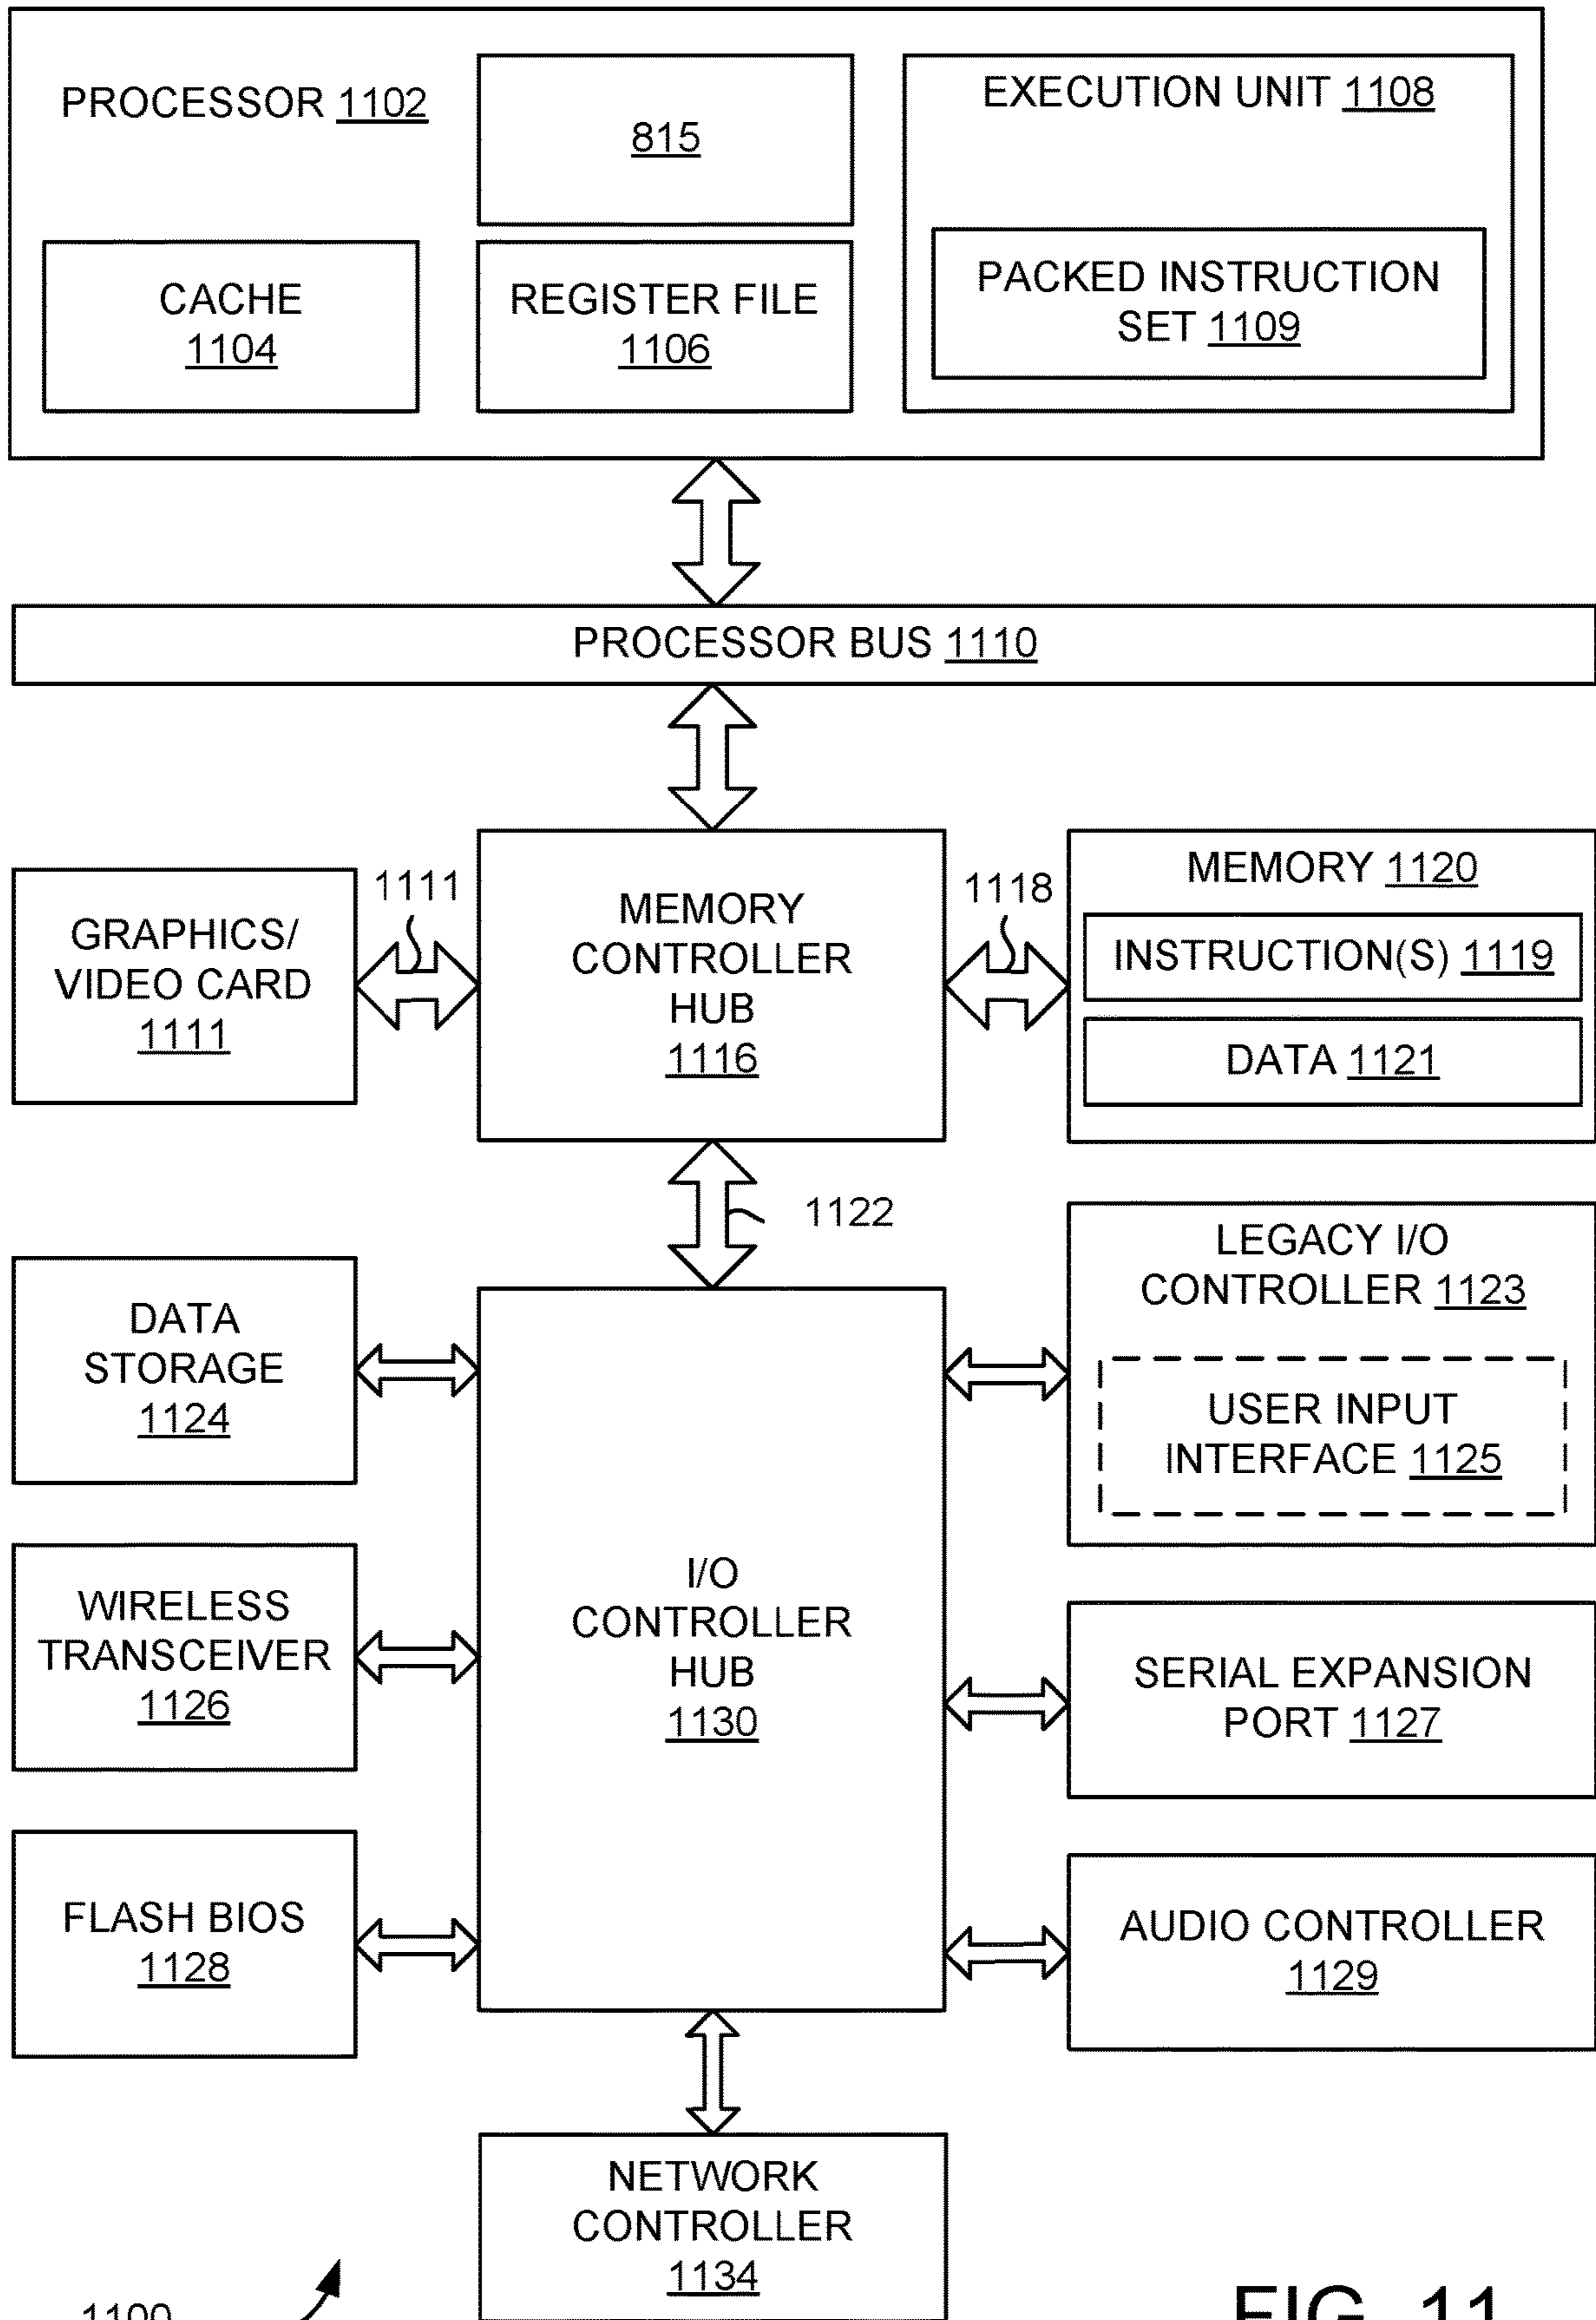 PROCESSOR 1102
815
EXECUTION UNIT 1108
PACKED INSTRUCTION
SET 1109
CACHE
1104
REGISTER FILE
1106
PROCESSOR BUS 1110
GRAPHICS/
VIDEO CARD
1111
1111
MEMORY
CONTROLLER
HUB
1116
1118
MEMORY 1120
INSTRUCTION(S) 1119
DATA 1121
1122
DATA
STORAGE
1124
LEGACY I/O
CONTROLLER 1123
USER INPUT
INTERFACE 1125
WIRELESS
TRANSCEIVER
1126
I/O
CONTROLLER
HUB
1130
SERIAL EXPANSION
PORT 1127
FLASH BIOS
1128
AUDIO CONTROLLER
1129
NETWORK
CONTROLLER
1134
1100
FIG. 11